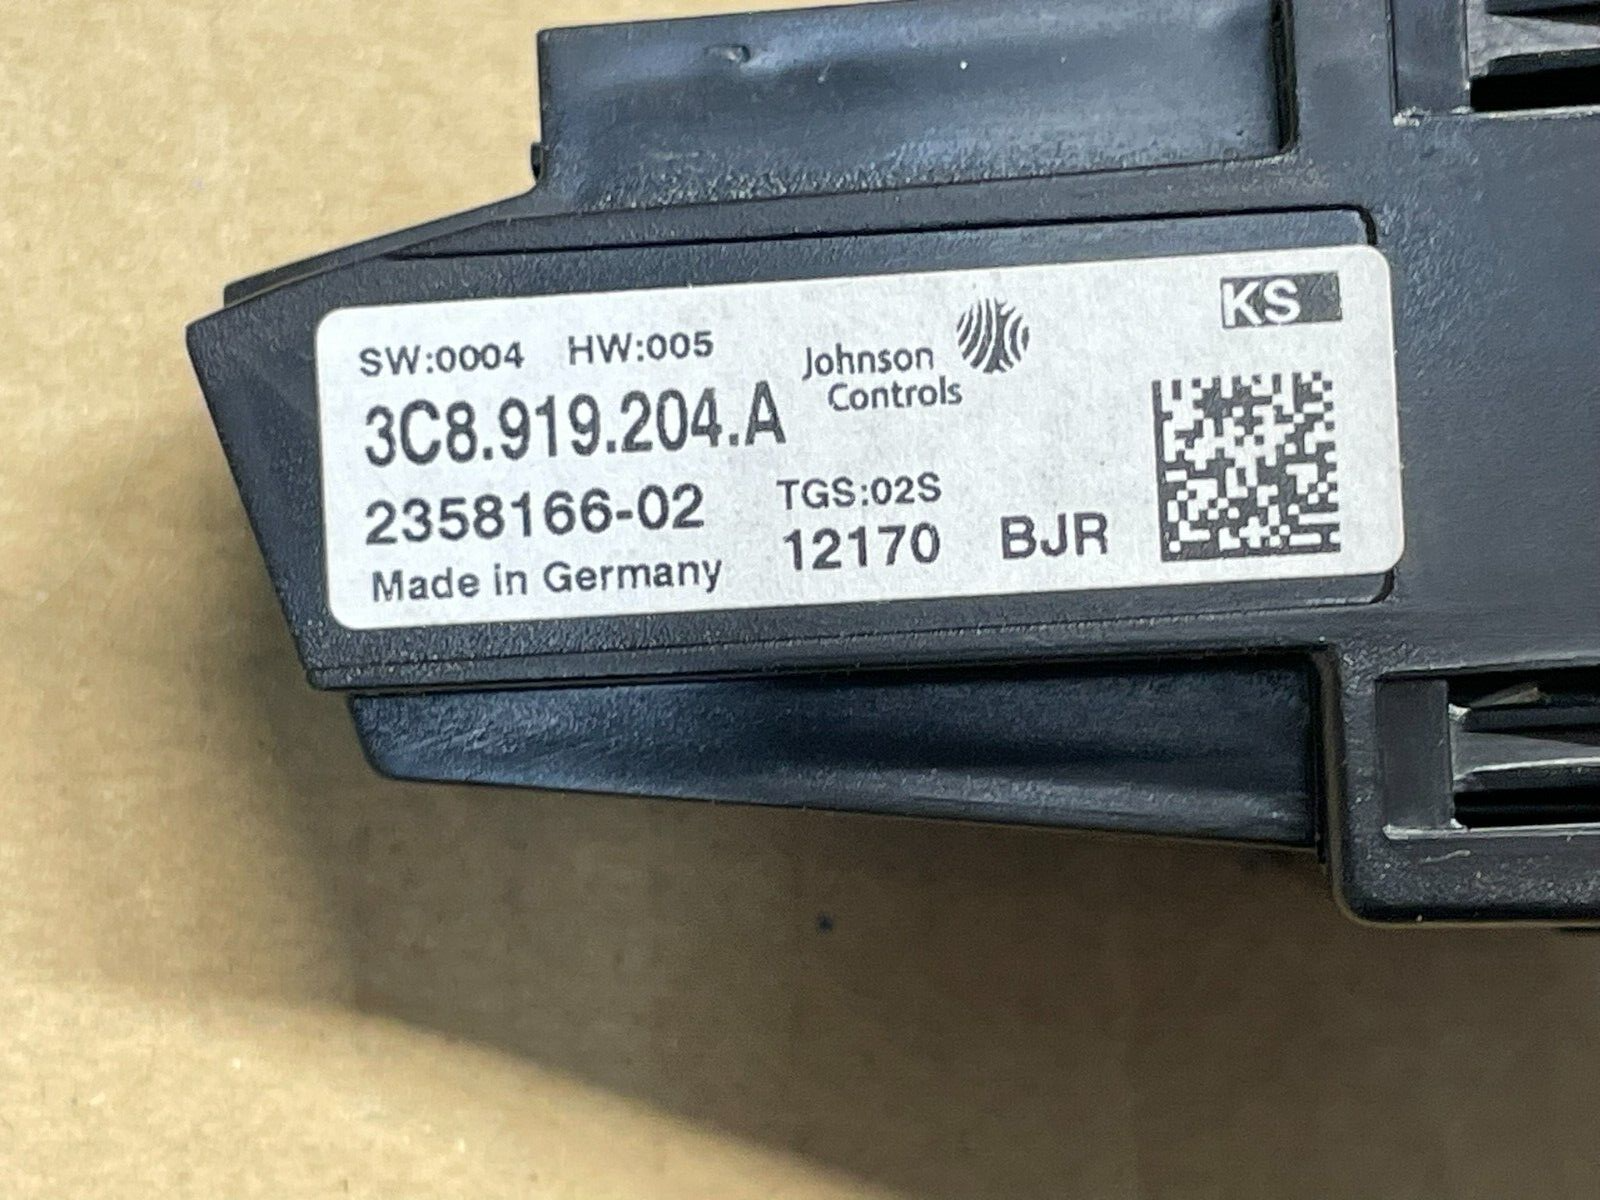 SW:0004 HW:005
Johnson
Controls
KS
3C8.919.204.A
2358166-02
TGS:02S
Made in Germany
12170 BJR